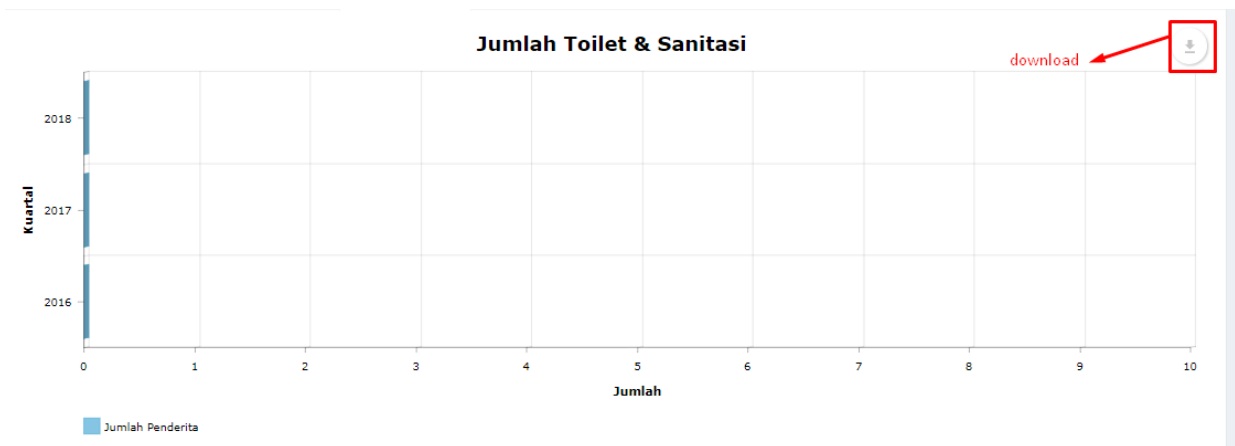 Jumlah Toilet & Sanitasi
download
2018
2017
2016
Kuartal
0 1 2 3 4 5 6 7 8 9 10
Jumlah
Jumlah Penderita